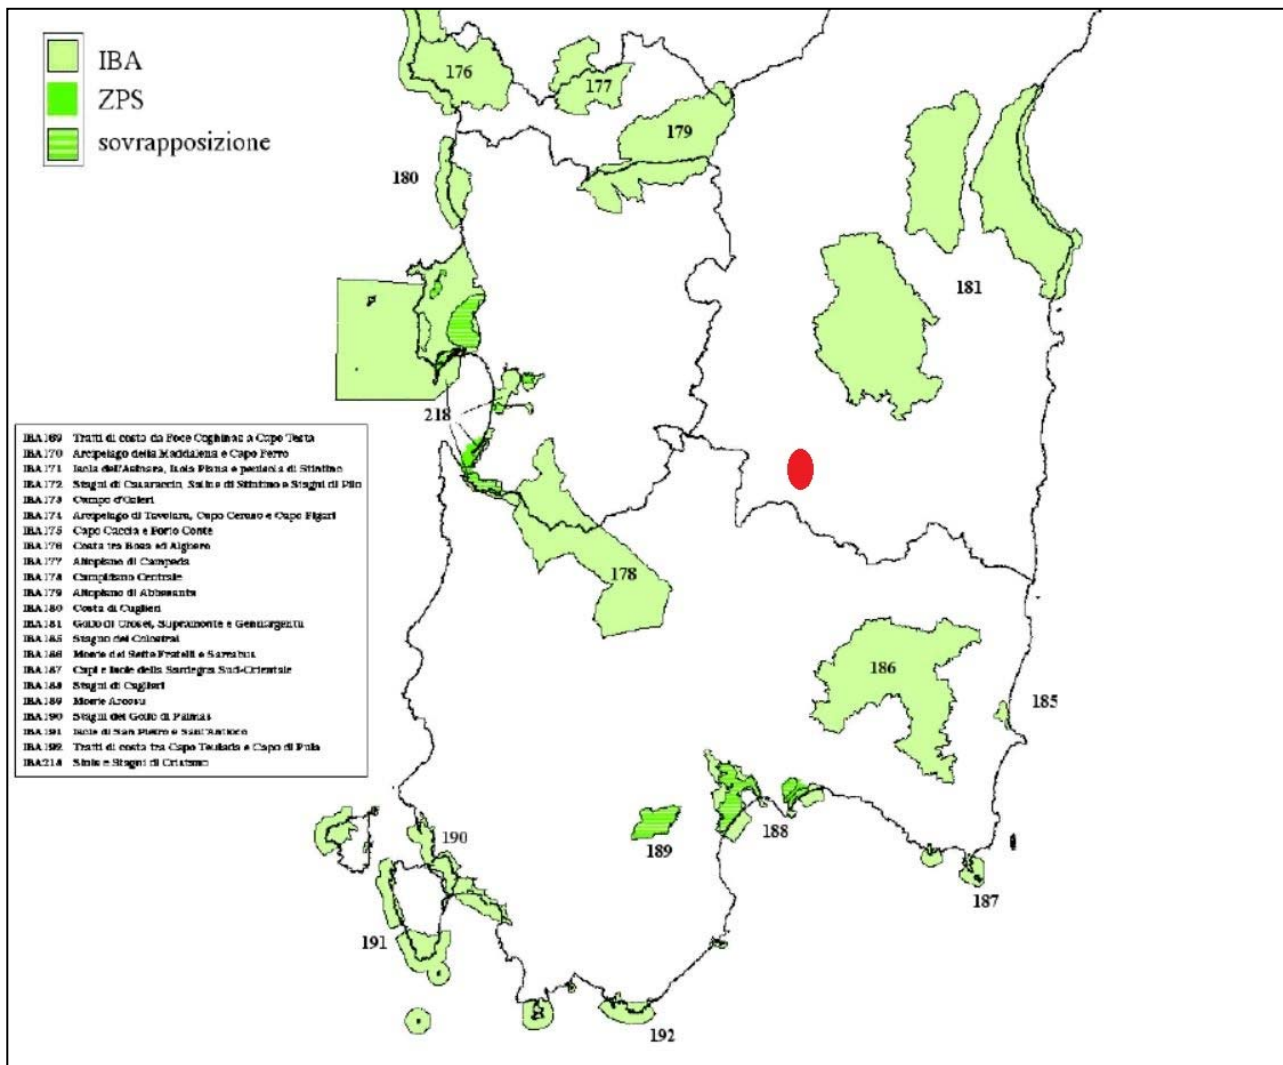 IBA
ZPS
sovrapposizione
176
177
179
180
181
218
178
186
185
188
189
190
187
191
192
IBA169 Tratti di costa da Foce Coghinas a Capo Testa
IBA170 Arcipelago della Maddalena e Capo Ferro
IBA171 Isola dell'Asinara, Isola Piana e penisola di Stintino
IBA172 Stagni di Casaraccio, Saline di Stintino e Stagni di Pilo
IBA173 Campo d'Ozieri
IBA174 Arcipelago di Tavolara, Capo Ceraso e Capo Figari
IBA175 Capo Caccia e Porto Conte
IBA176 Costa tra Bosa ed Alghero
IBA177 Altopiano di Campeda
IBA178 Campidano Centrale
IBA179 Altopiano di Abbasanta
IBA180 Costa di Cuglieri
IBA181 Golfo di Orosei, Supramonte e Gennargentu
IBA185 Stagno dei Colostrai
IBA186 Monte dei Sette Fratelli e Sarrabus
IBA187 Capi e Isole della Sardegna Sud-Orientale
IBA188 Stagni di Cagliari
IBA189 Monte Arcosu
IBA190 Stagni del Golfo di Palmas
IBA191 Isole di San Pietro e Sant'Antioco
IBA192 Tratti di costa tra Capo Teulada e Capo di Pula
IBA218 Sinis e Stagni di Oristano